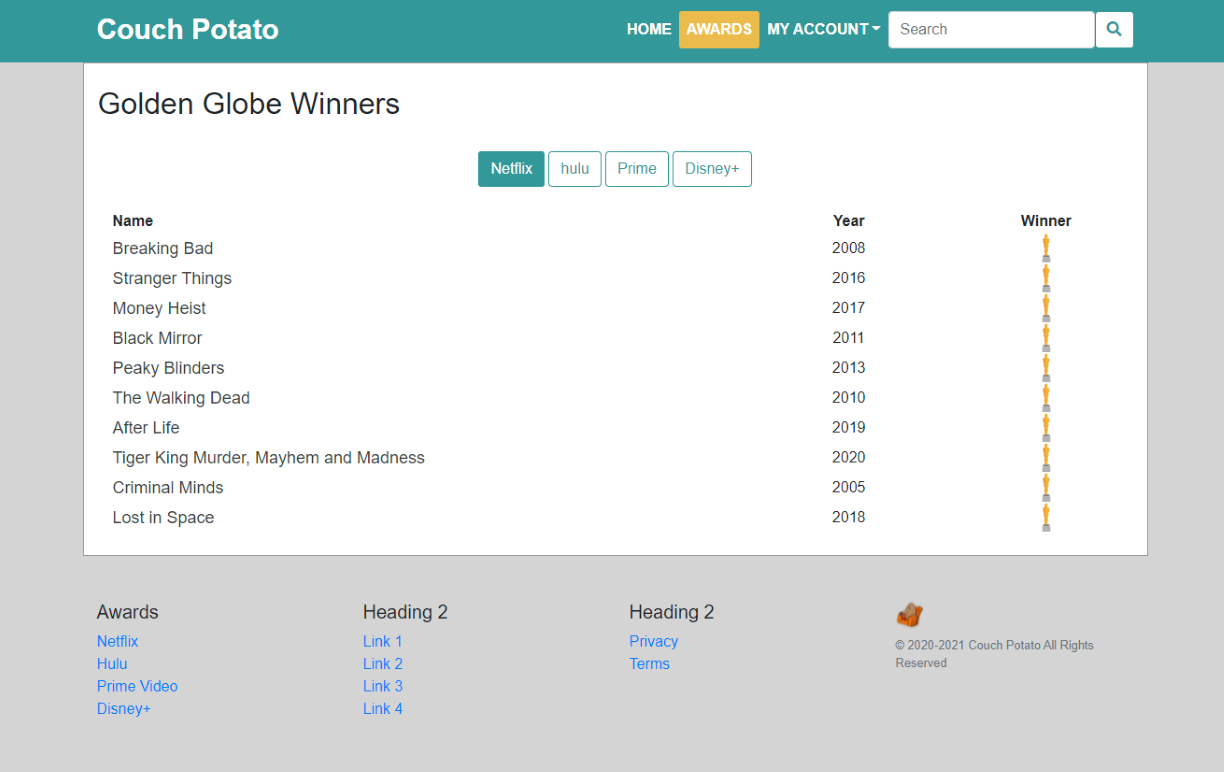 Couch Potato HOME AWARDS MY ACCOUNT Search
Golden Globe Winners
Netflix hulu Prime Disney+
Name Year Winner
Breaking Bad 2008
Stranger Things 2016
Money Heist 2017
Black Mirror 2011
Peaky Blinders 2013
The Walking Dead 2010
After Life 2019
Tiger King Murder, Mayhem and Madness 2020
Criminal Minds 2005
Lost in Space 2018
Awards
Netflix
Hulu
Prime Video
Disney+
Heading 2
Link 1
Link 2
Link 3
Link 4
Heading 2
Privacy
Terms
© 2020-2021 Couch Potato All Rights
Reserved